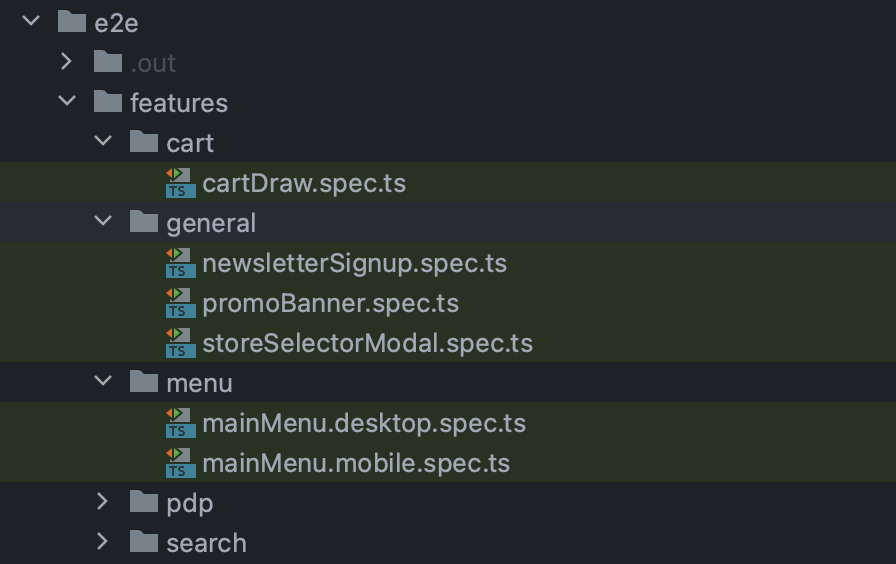 e2e
.out
features
cart
TS cartDraw.spec.ts
general
TS newsletterSignup.spec.ts
TS promoBanner.spec.ts
TS storeSelectorModal.spec.ts
menu
TS mainMenu.desktop.spec.ts
TS mainMenu.mobile.spec.ts
pdp
search